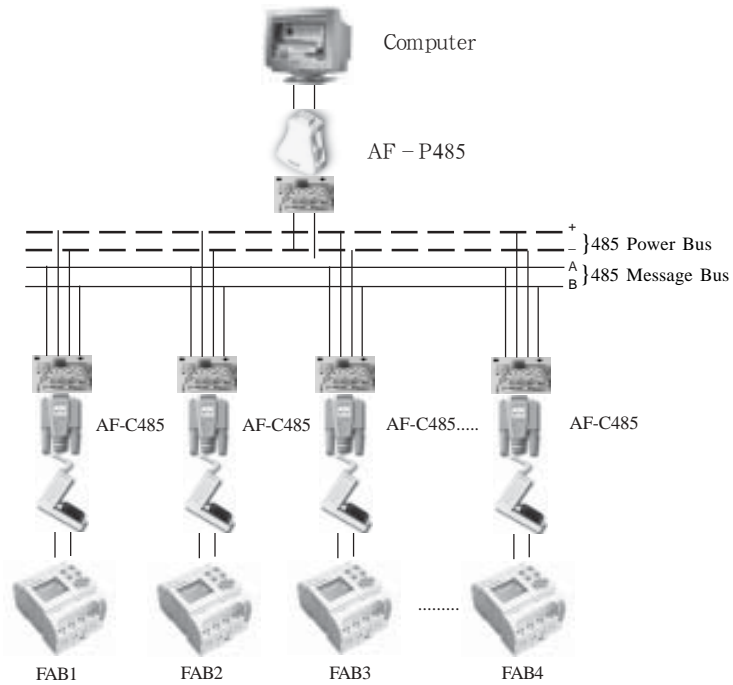 Computer
AF-P485
+
- }485 Power Bus
A
B }485 Message Bus
AF-C485 AF-C485 AF-C485..... AF-C485
.........
FAB1 FAB2 FAB3 FAB4